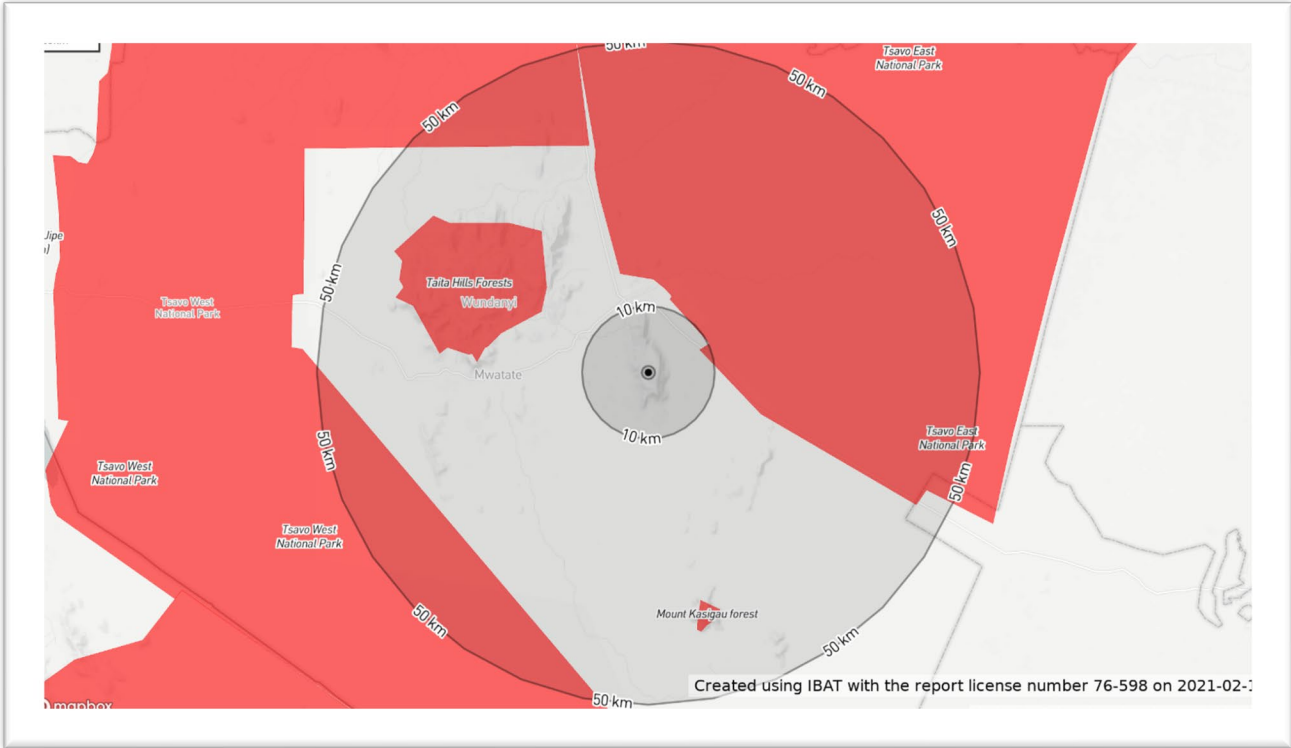 50 km
Tsavo East
National Park
50 km
50 km
50 km
Jipe
50 km
Taita Hills Forests
Wundanyi
Tsavo West
National Park
10 km
Mwatate
10 km
Tsavo East
National Park
50 km
Tsavo West
National Park
50 km
Tsavo West
National Park
Mount Kasigau forest
50 km
50 km
Created using IBAT with the report license number 76-598 on 2021-02-
50 km
mapbox